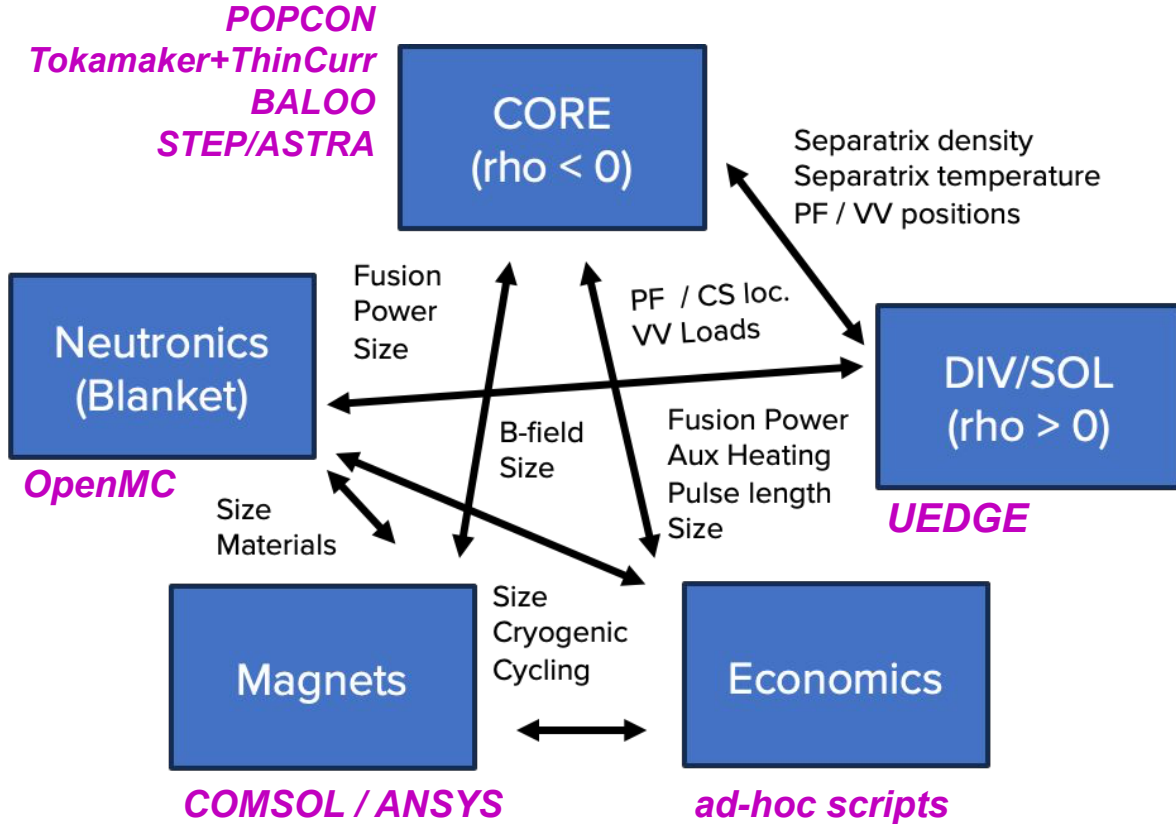 POPCON
Tokamaker+ThinCurr
BALOO
STEP/ASTRA
CORE
(rho < 0)
Separatrix density
Separatrix temperature
PF / VV positions
Fusion
Power
Size
PF / CS loc.
VV Loads
Neutronics
(Blanket)
DIV/SOL
(rho > 0)
OpenMC
B-field
Size
Fusion Power
Aux Heating
Pulse length
Size
UEDGE
Size
Materials
Size
Cryogenic
Cycling
Magnets
Economics
COMSOL / ANSYS
ad-hoc scripts